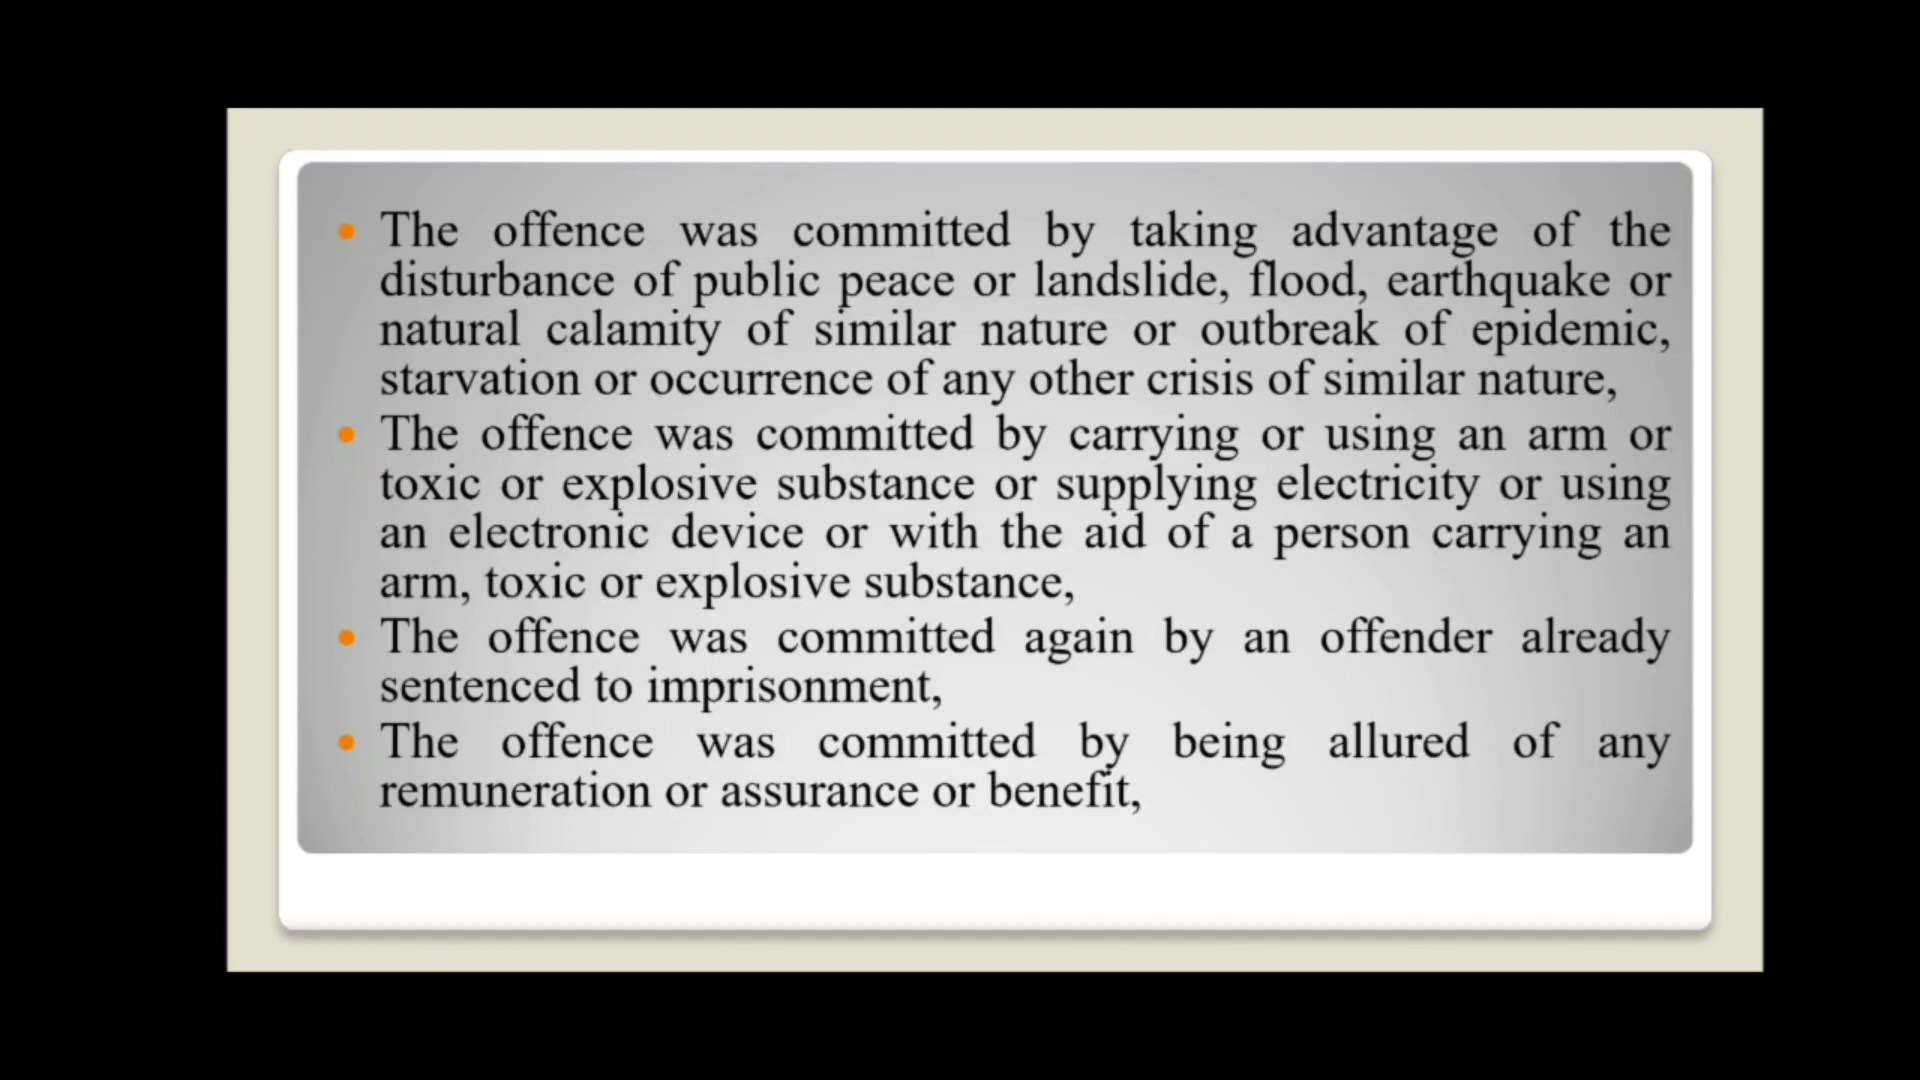 The offence was committed by taking advantage of the
disturbance of public peace or landslide, flood, earthquake or
natural calamity of similar nature or outbreak of epidemic,
starvation or occurrence of any other crisis of similar nature,
The offence was committed by carrying or using an arm or
toxic or explosive substance or supplying electricity or using
an electronic device or with the aid of a person carrying an
arm, toxic or explosive substance,
The offence was committed again by an offender already
sentenced to imprisonment,
The offence was committed by being allured of any
remuneration or assurance or benefit,